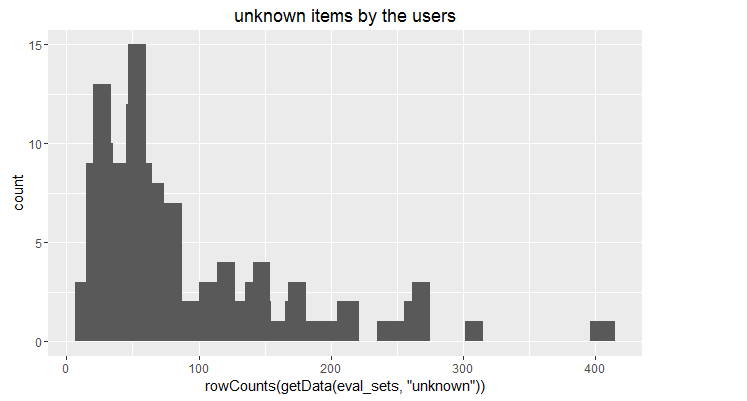 unknown items by the users
15
10
5
0
count
0 100 200 300 400
rowCounts(getData(eval_sets, "unknown"))